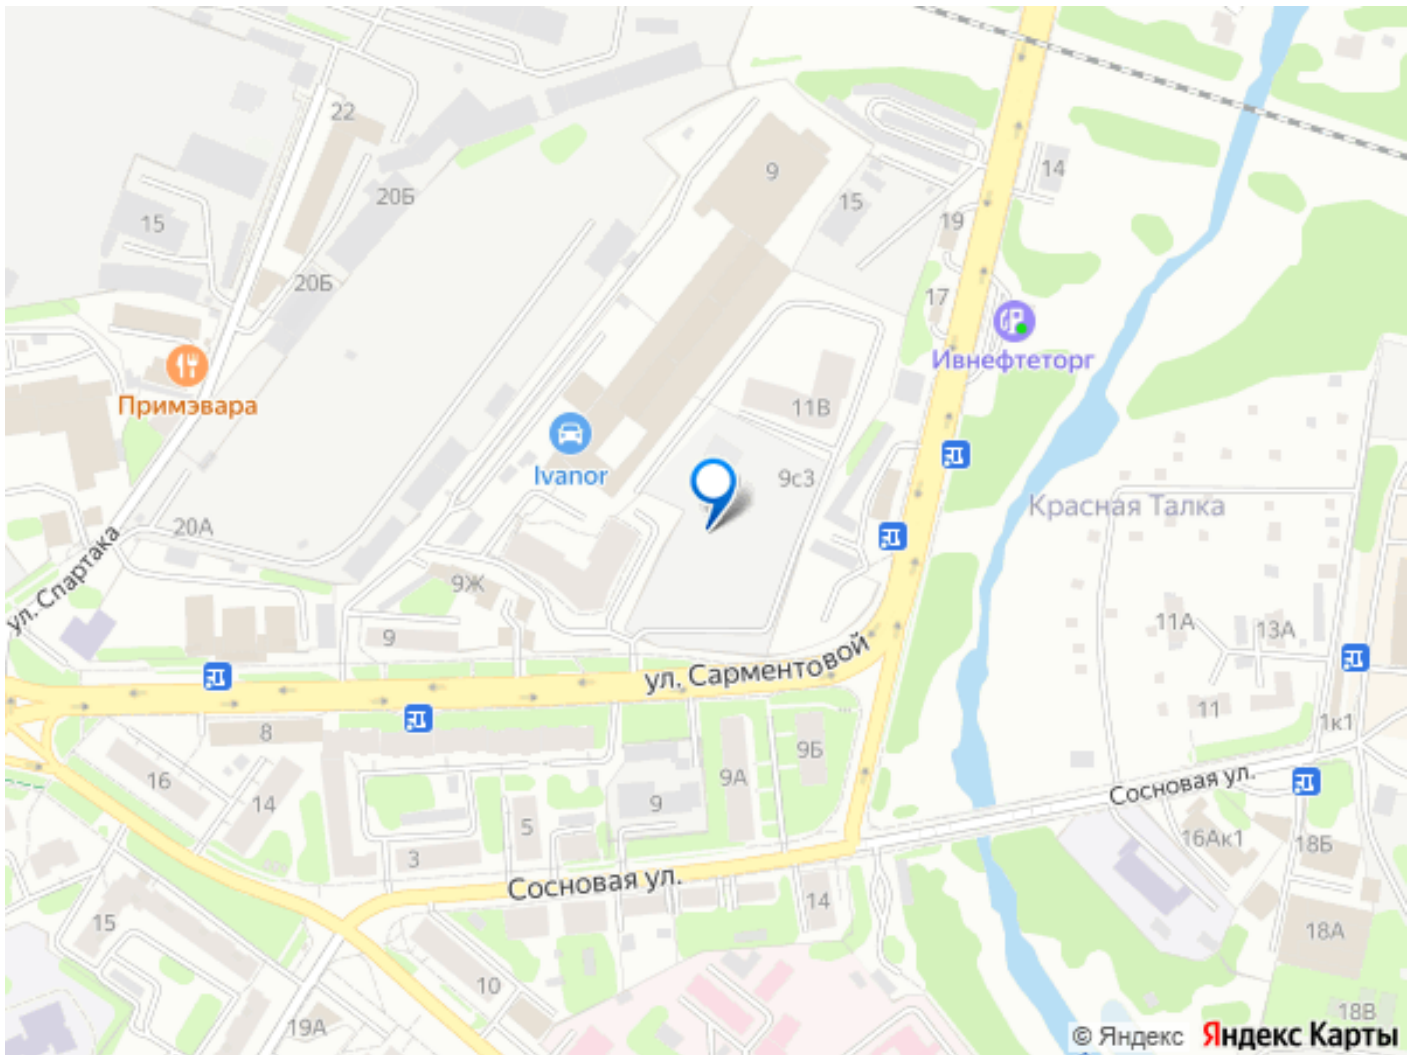 22
20Б
15
20Б
9
15
14
19
17
Ивнефтеторг
Примэвара
11В
Ivanor
9с3
Красная Талка
20А
ул. Спартака
9Ж
9
11А
13А
ул. Сарментовой
11
1к1
8
16
14
9А
9Б
9
5
3
Сосновая ул.
16Ак1
18Б
Сосновая ул.
14
15
18А
10
19А
18В
© Яндекс Яндекс Карты